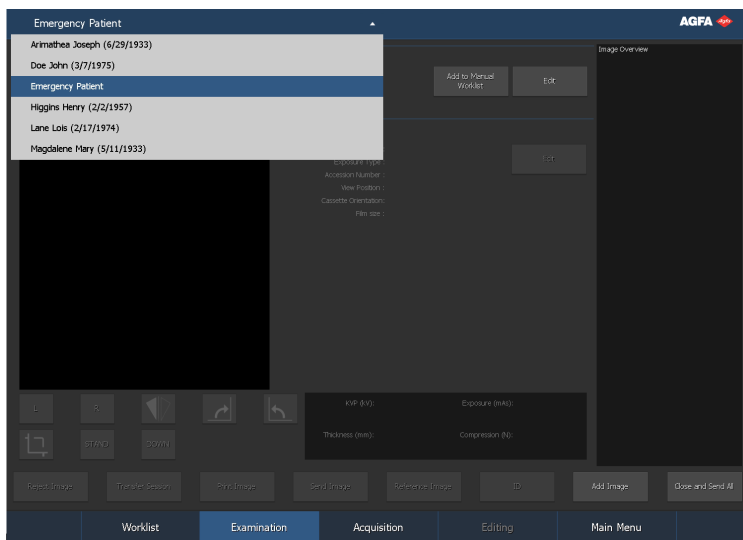 Emergency Patient
AGFA
Arimathea Joseph (6/29/1933)
Doe John (3/7/1975)
Emergency Patient
Higgins Henry (2/2/1957)
Lane Lois (2/17/1974)
Magdalene Mary (5/11/1933)
Add to Manual
Worklist
Edit
Image Overview
Exposure Type :
Edit
Accession Number :
View Position :
Cassette Orientation:
Film size :
L
R
STAND
DOWN
KVP (kV):
Exposure (mAs):
Thickness (mm):
Compression (N):
Reject Image
Transfer Session
Print Image
Send Image
Reference Image
ID
Add Image
Close and Send All
Worklist
Examination
Acquisition
Editing
Main Menu